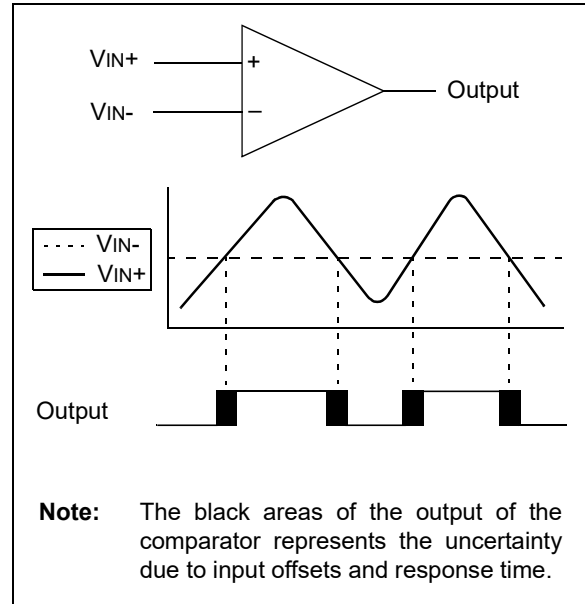 VIN+
+
Output
VIN-
–
VIN-
VIN+
Output
Note: The black areas of the output of the
comparator represents the uncertainty
due to input offsets and response time.